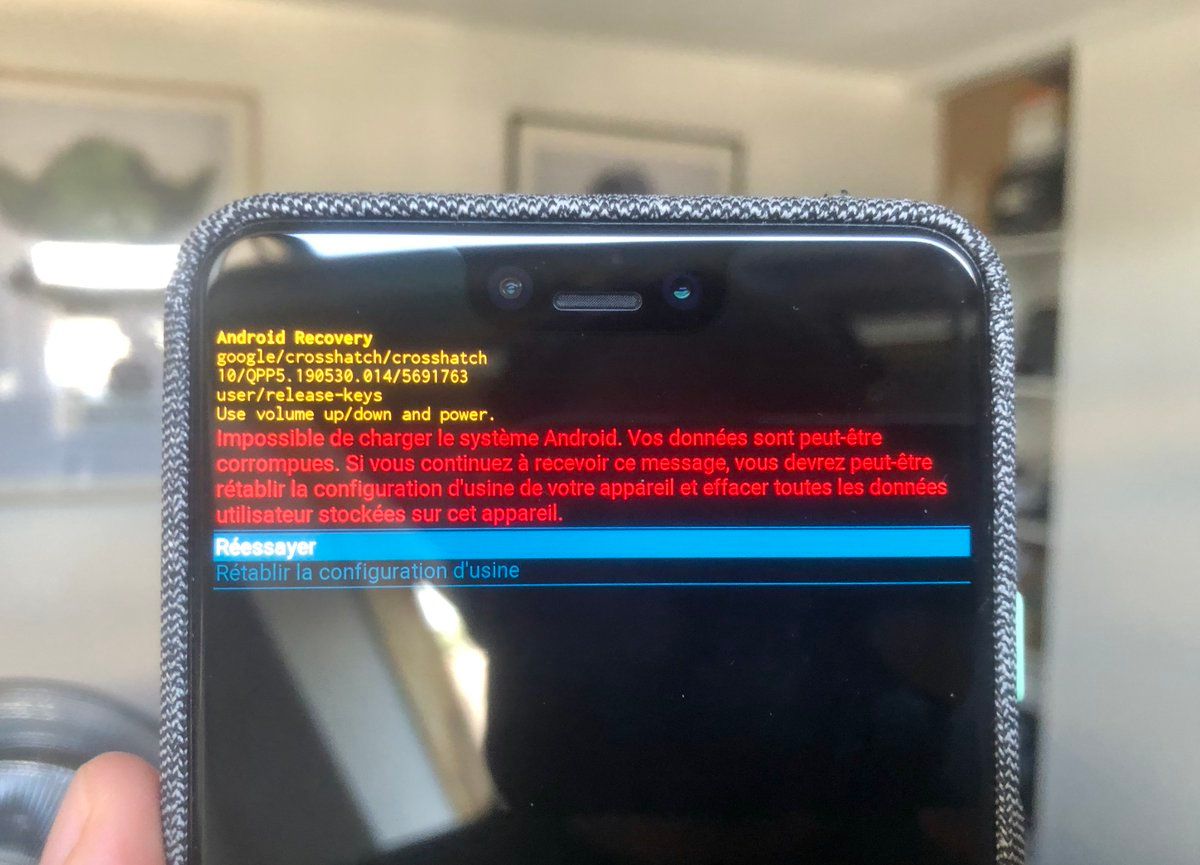 Android Recovery
google/crosshatch/crosshatch
10/QPP5.190530.014/5691763
user/release-keys
Use volume up/down and power.
Impossible de charger le système Android. Vos données sont peut-être
corrompues. Si vous continuez à recevoir ce message, vous devrez peut-être
rétablir la configuration d'usine de votre appareil et effacer toutes les données
utilisateur stockées sur cet appareil.
Réessayer
Rétablir la configuration d'usine